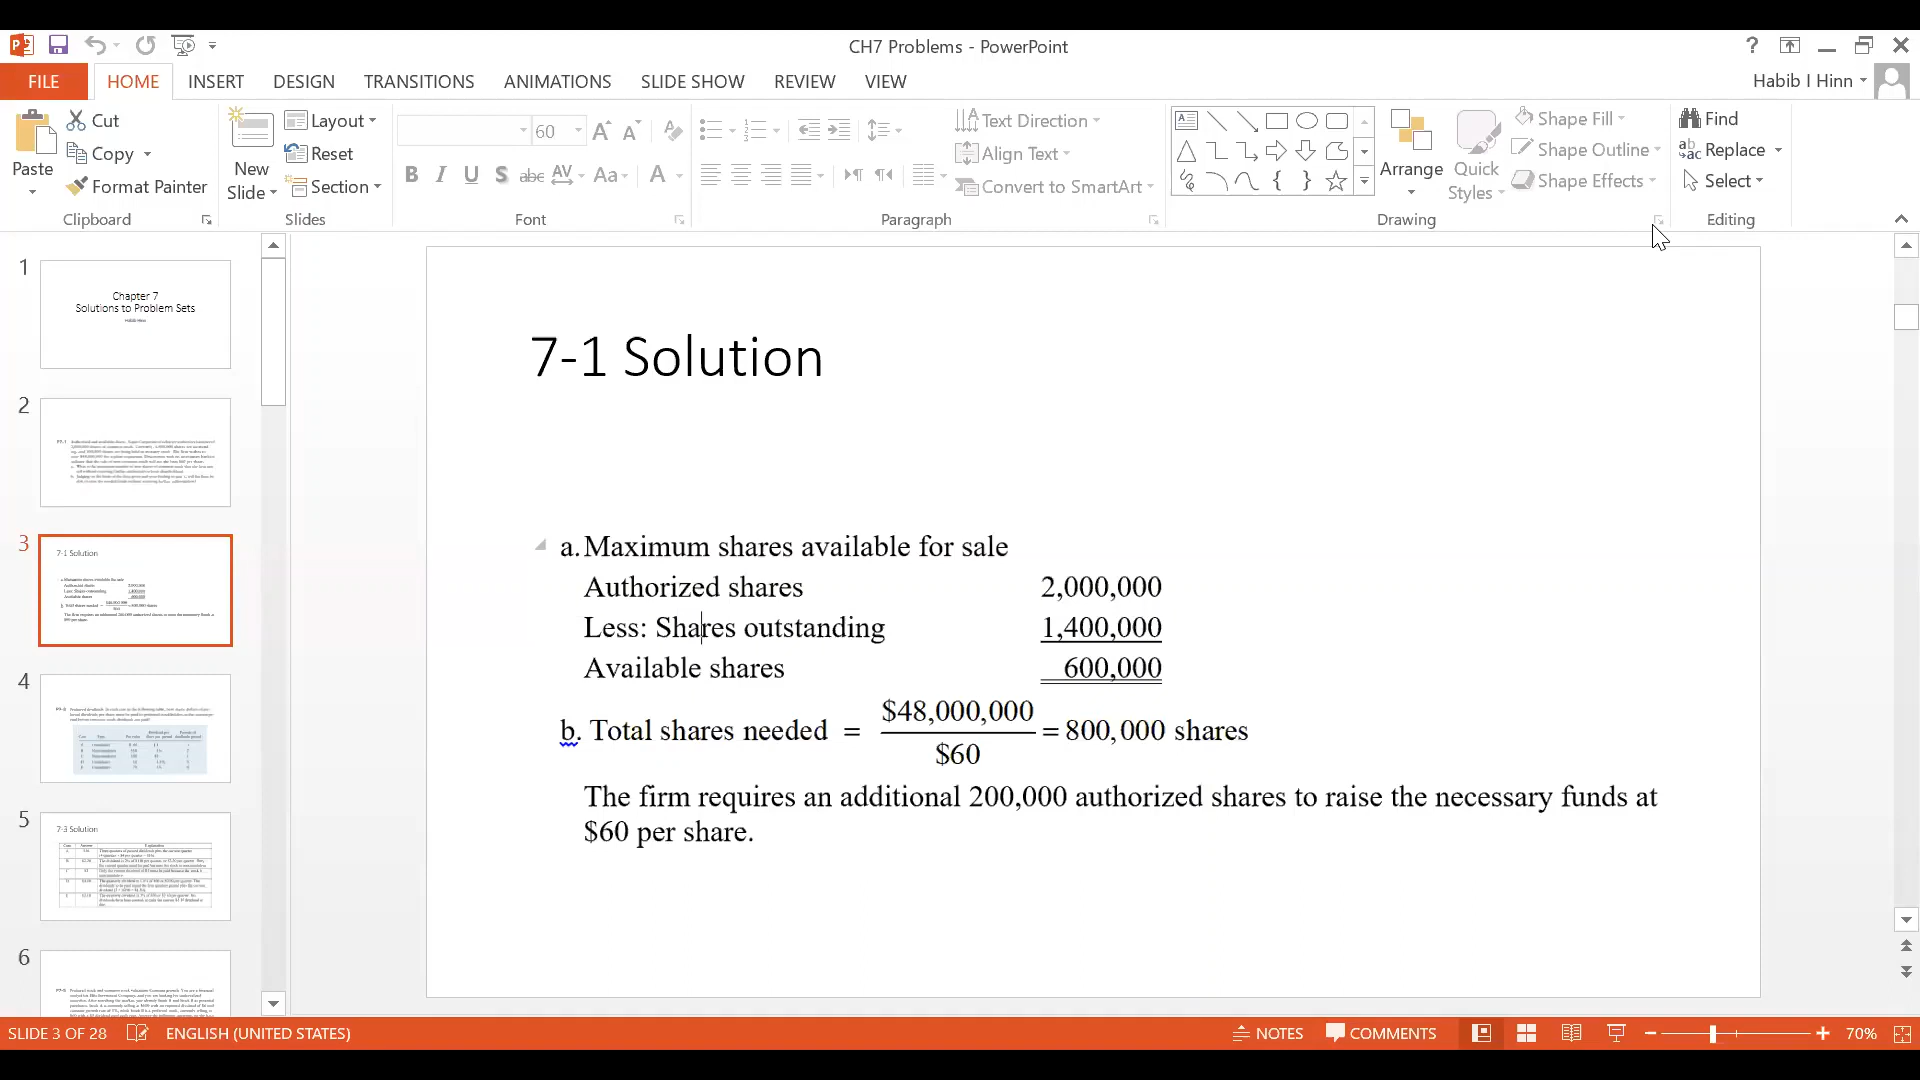 CH7 Problems - PowerPoint
FILE HOME INSERT DESIGN TRANSITIONS ANIMATIONS SLIDE SHOW REVIEW VIEW
Habib I Hinn
Paste
Cut
Copy
Format Painter
Clipboard
New Slide
Layout
Reset
Section
Slides
60
Font
Text Direction
Align Text
Convert to SmartArt
Paragraph
Arrange
Quick Styles
Shape Fill
Shape Outline
Shape Effects
Drawing
Find
Replace
Select
Editing
1
Chapter 7
Solutions to Problem Sets
2
3
7-1 Solution
4
5
7-3 Solution
6
7-1 Solution
a. Maximum shares available for sale
Authorized shares 2,000,000
Less: Shares outstanding 1,400,000
Available shares 600,000
b. Total shares needed = $48,000,000 / $60 = 800,000 shares
The firm requires an additional 200,000 authorized shares to raise the necessary funds at
$60 per share.
SLIDE 3 OF 28 ENGLISH (UNITED STATES) NOTES COMMENTS 70%